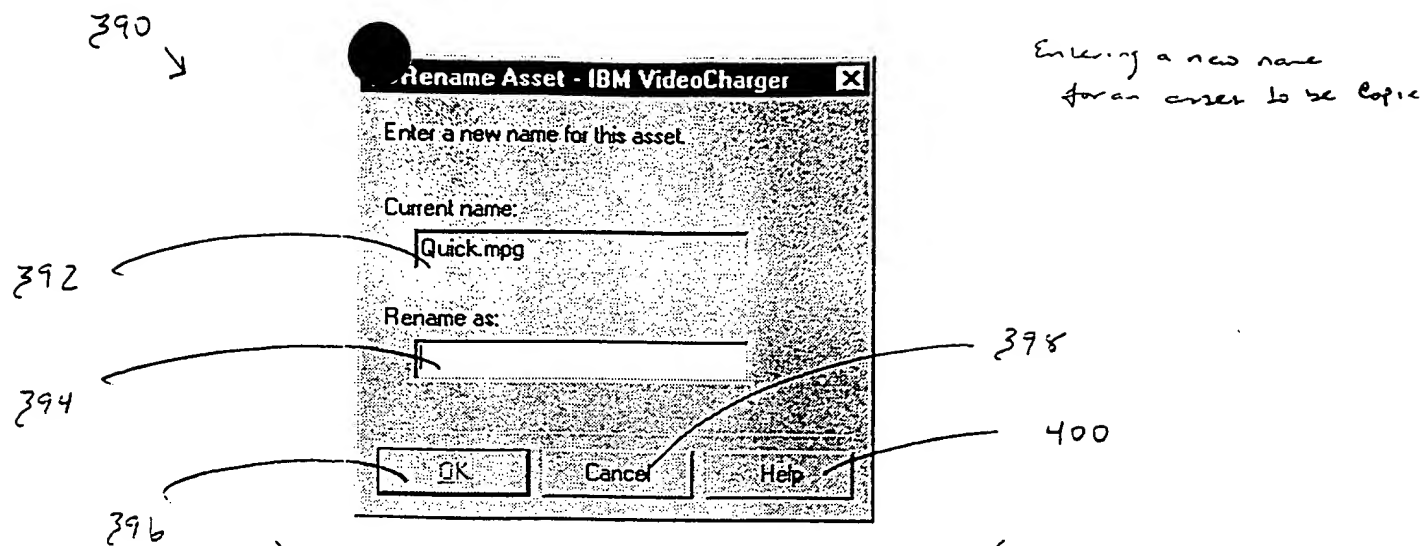 390
Entering a new name
for an asset to be Copie
Rename Asset - IBM VideoCharger
Enter a new name for this asset.
Current name:
Quick.mpg
392
Rename as:
398
394
400
OK
Cancel
Help
396